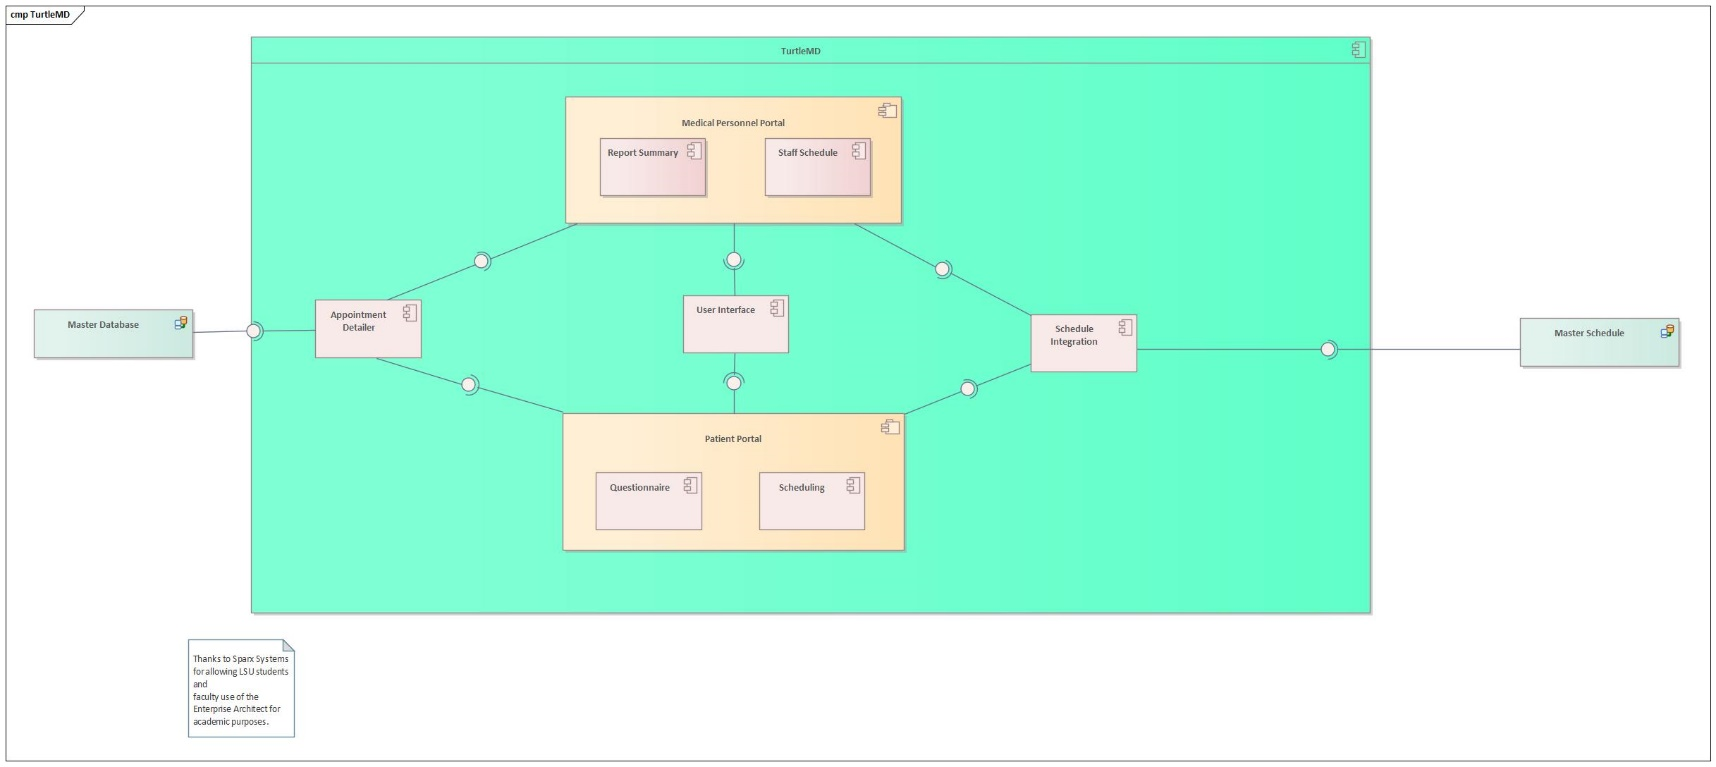 cmp TurtleMD
TurtleMD
Medical Personnel Portal
Report Summary
Staff Schedule
Master Database
Appointment
Detailer
User Interface
Schedule
Integration
Master Schedule
Patient Portal
Questionnaire
Scheduling
Thanks to Sparx Systems
for allowing LSU students
and
faculty use of the
Enterprise Architect for
academic purposes.